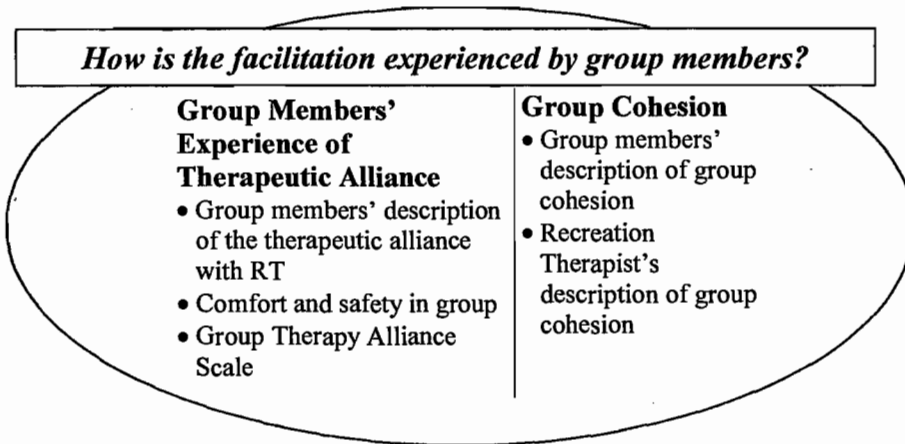 How is the facilitation experienced by group members?
Group Members’
Experience of
Therapeutic Alliance
• Group members’ description
of the therapeutic alliance
with RT
• Comfort and safety in group
• Group Therapy Alliance
Scale
Group Cohesion
• Group members’
description of group
cohesion
• Recreation
Therapist’s
description of group
cohesion